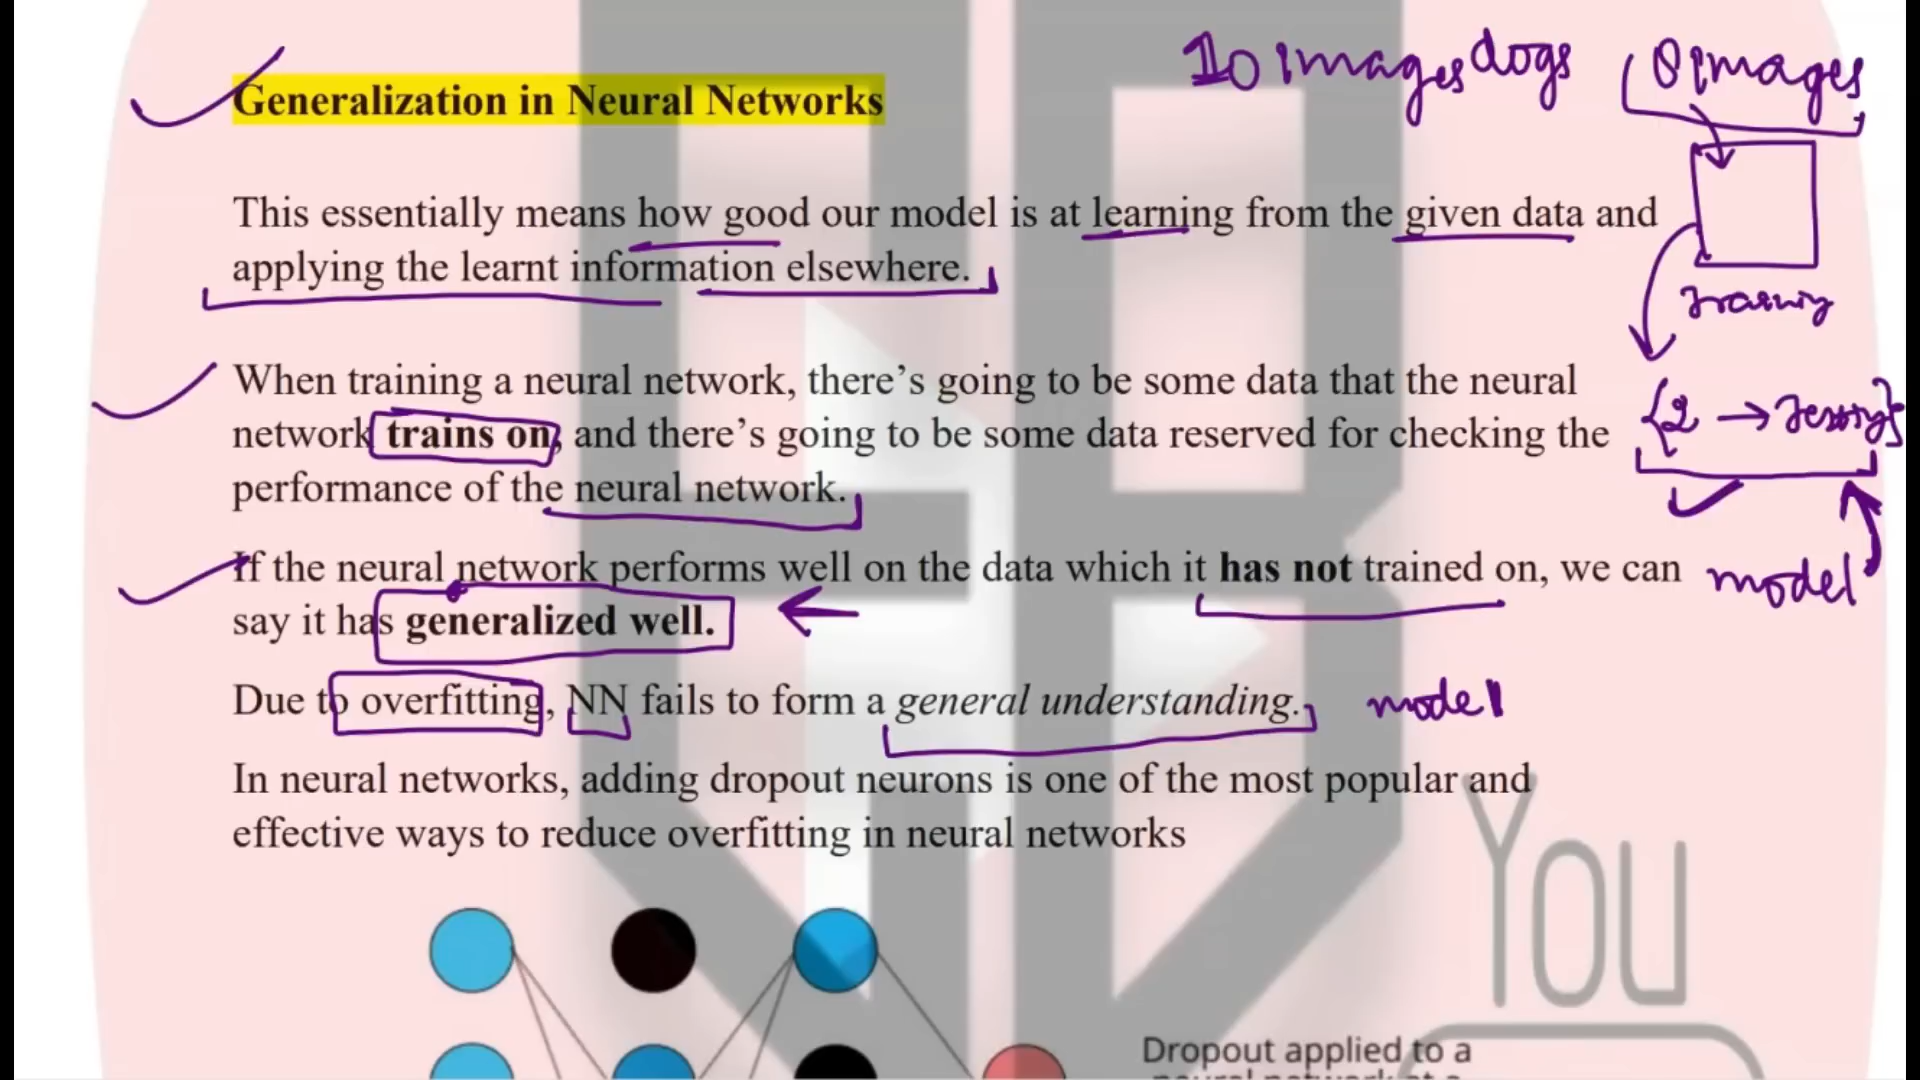 10 images dogs
8 images
Generalization in Neural Networks
This essentially means how good our model is at learning from the given data and
applying the learnt information elsewhere.
Training
When training a neural network, there’s going to be some data that the neural
network trains on, and there’s going to be some data reserved for checking the
performance of the neural network.
{2 → Testing}
If the neural network performs well on the data which it has not trained on, we can
say it has generalized well.
model
Due to overfitting, NN fails to form a general understanding.
model
In neural networks, adding dropout neurons is one of the most popular and
effective ways to reduce overfitting in neural networks
You
Dropout applied to a
neural network at a